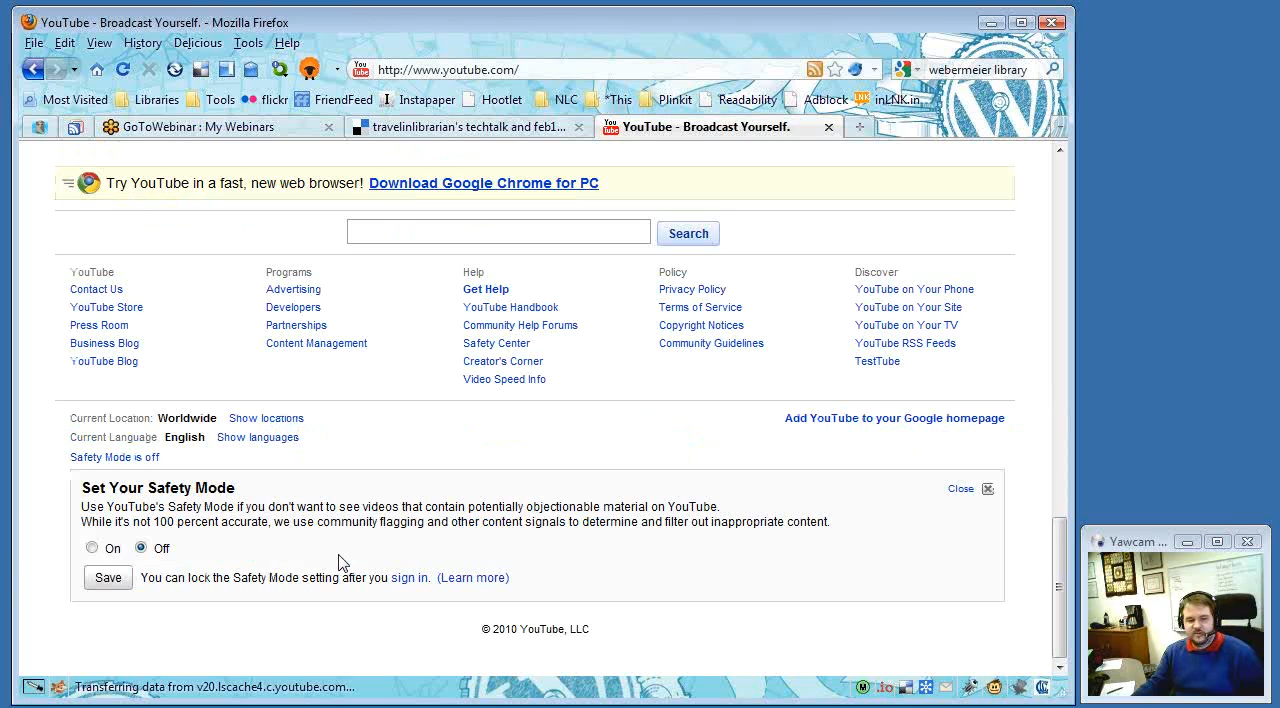 YouTube - Broadcast Yourself. - Mozilla Firefox
File Edit View History Delicious Tools Help
http://www.youtube.com/
webermeier library
Most Visited Libraries Tools flickr FriendFeed Instapaper Hootlet NLC *This Plinkit Readability Adblock inLNK.in
GoToWebinar : My Webinars
travelinlibrarian's techtalk and feb1...
YouTube - Broadcast Yourself.
Try YouTube in a fast, new web browser! Download Google Chrome for PC
Search
YouTube Programs Help Policy Discover
Contact Us Advertising Get Help Privacy Policy YouTube on Your Phone
YouTube Store Developers YouTube Handbook Terms of Service YouTube on Your Site
Press Room Partnerships Community Help Forums Copyright Notices YouTube on Your TV
Business Blog Content Management Safety Center Community Guidelines YouTube RSS Feeds
YouTube Blog Creator's Corner TestTube
Video Speed Info
Current Location: Worldwide Show locations Add YouTube to your Google homepage
Current Language English Show languages
Safety Mode is off
Set Your Safety Mode
Close
Use YouTube's Safety Mode if you don't want to see videos that contain potentially objectionable material on YouTube.
While it's not 100 percent accurate, we use community flagging and other content signals to determine and filter out inappropriate content.
On Off
Save You can lock the Safety Mode setting after you sign in. (Learn more)
© 2010 YouTube, LLC
Transferring data from v20.lscache4.c.youtube.com...
Yawcam ...